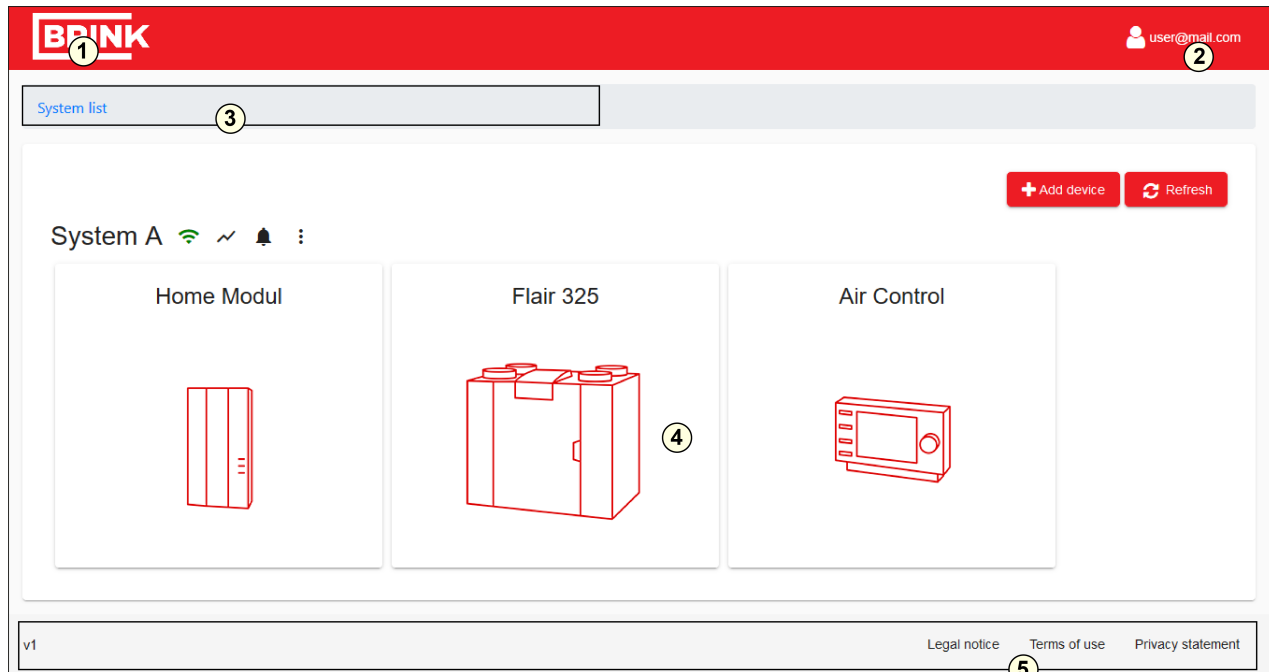 BRINK
1
user@mail.com
2
System list
3
Add device
Refresh
System A
Home Modul
Flair 325
Air Control
4
v1
Legal notice
Terms of use
Privacy statement
5